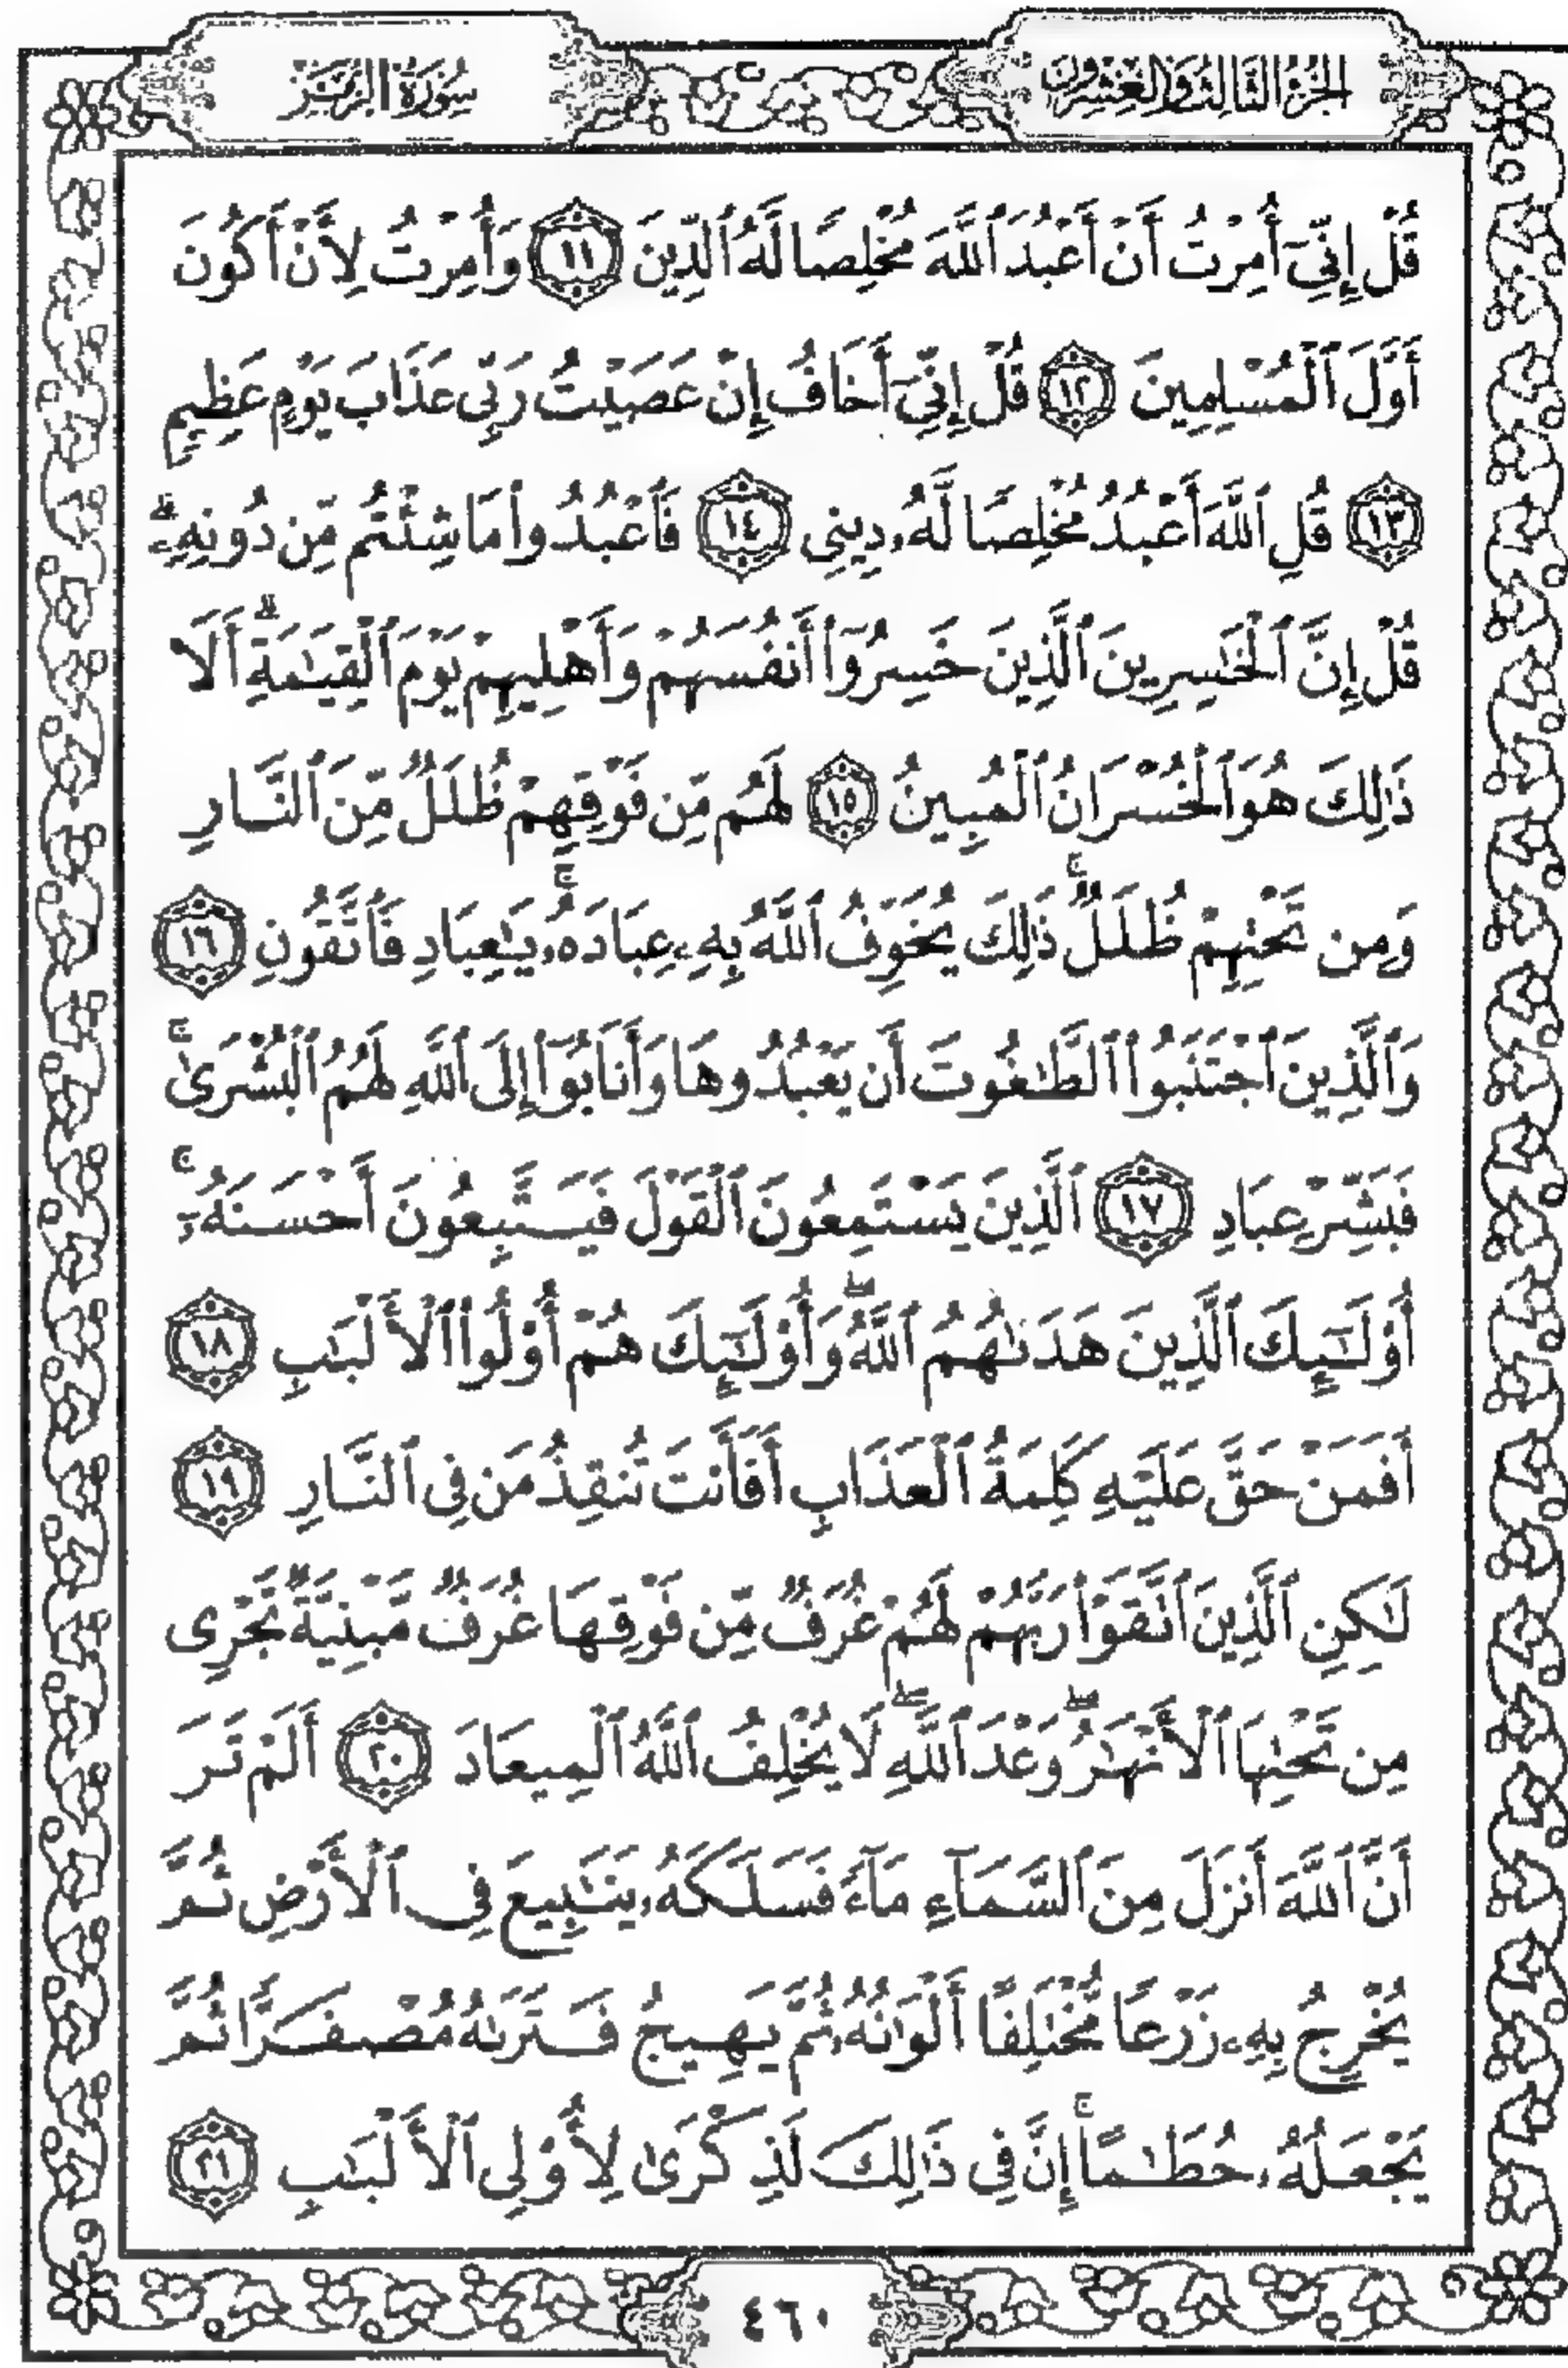 الجزء الثالث والعشرون
سورة الزمر
قُلْ إِنِّىٓ أُمِرْتُ أَنْ أَعْبُدَ ٱللَّهَ مُخْلِصًا لَّهُ ٱلدِّينَ ١١ وَأُمِرْتُ لِأَنْ أَكُونَ
أَوَّلَ ٱلْمُسْلِمِينَ ١٢ قُلْ إِنِّىٓ أَخَافُ إِنْ عَصَيْتُ رَبِّى عَذَابَ يَوْمٍ عَظِيمٍ
١٣ قُلِ ٱللَّهَ أَعْبُدُ مُخْلِصًا لَّهُۥ دِينِى ١٤ فَٱعْبُدُوا۟ مَا شِئْتُم مِّن دُونِهِۦ ۗ
قُلْ إِنَّ ٱلْخَٰسِرِينَ ٱلَّذِينَ خَسِرُوٓا۟ أَنفُسَهُمْ وَأَهْلِيهِمْ يَوْمَ ٱلْقِيَٰمَةِ ۗ أَلَا
ذَٰلِكَ هُوَ ٱلْخُسْرَانُ ٱلْمُبِينُ ١٥ لَهُم مِّن فَوْقِهِمْ ظُلَلٌ مِّنَ ٱلنَّارِ
وَمِن تَحْتِهِمْ ظُلَلٌ ۚ ذَٰلِكَ يُخَوِّفُ ٱللَّهُ بِهِۦ عِبَادَهُۥ ۚ يَٰعِبَادِ فَٱتَّقُونِ ١٦
وَٱلَّذِينَ ٱجْتَنَبُوا۟ ٱلطَّٰغُوتَ أَن يَعْبُدُوهَا وَأَنَابُوٓا۟ إِلَى ٱللَّهِ لَهُمُ ٱلْبُشْرَىٰ ۚ
فَبَشِّرْ عِبَادِ ١٧ ٱلَّذِينَ يَسْتَمِعُونَ ٱلْقَوْلَ فَيَتَّبِعُونَ أَحْسَنَهُۥٓ ۚ
أُو۟لَٰٓئِكَ ٱلَّذِينَ هَدَىٰهُمُ ٱللَّهُ ۖ وَأُو۟لَٰٓئِكَ هُمْ أُو۟لُوا۟ ٱلْأَلْبَٰبِ ١٨
أَفَمَنْ حَقَّ عَلَيْهِ كَلِمَةُ ٱلْعَذَابِ أَفَأَنتَ تُنقِذُ مَن فِى ٱلنَّارِ ١٩
لَٰكِنِ ٱلَّذِينَ ٱتَّقَوْا۟ رَبَّهُمْ لَهُمْ غُرَفٌ مِّن فَوْقِهَا غُرَفٌ مَّبْنِيَّةٌ تَجْرِى
مِن تَحْتِهَا ٱلْأَنْهَٰرُ ۖ وَعْدَ ٱللَّهِ ۖ لَا يُخْلِفُ ٱللَّهُ ٱلْمِيعَادَ ٢٠ أَلَمْ تَرَ
أَنَّ ٱللَّهَ أَنزَلَ مِنَ ٱلسَّمَآءِ مَآءً فَسَلَكَهُۥ يَنَٰبِيعَ فِى ٱلْأَرْضِ ثُمَّ
يُخْرِجُ بِهِۦ زَرْعًا مُّخْتَلِفًا أَلْوَٰنُهُۥ ثُمَّ يَهِيجُ فَتَرَىٰهُ مُصْفَرًّا ثُمَّ
يَجْعَلُهُۥ حُطَٰمًا ۚ إِنَّ فِى ذَٰلِكَ لَذِكْرَىٰ لِأُو۟لِى ٱلْأَلْبَٰبِ ٢١
٤٦٠